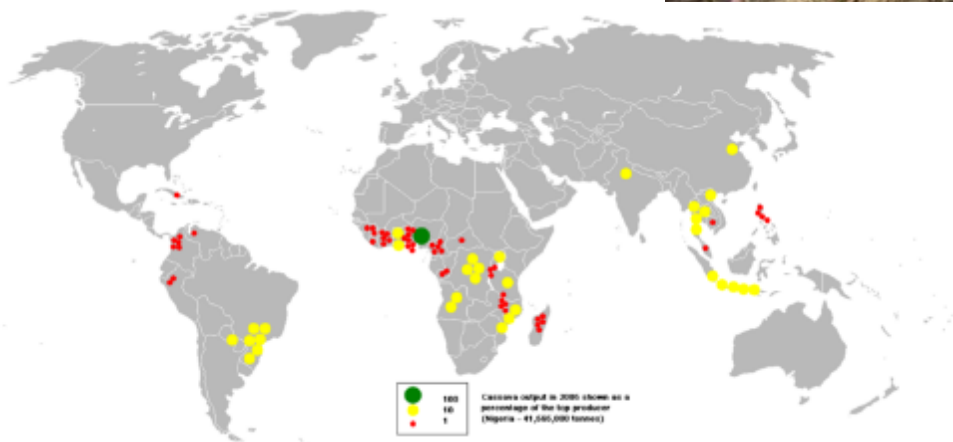 100
10
1
Cassava output in 2005 shown as a
percentage of the top producer
(Nigeria - 41,565,000 tonnes)